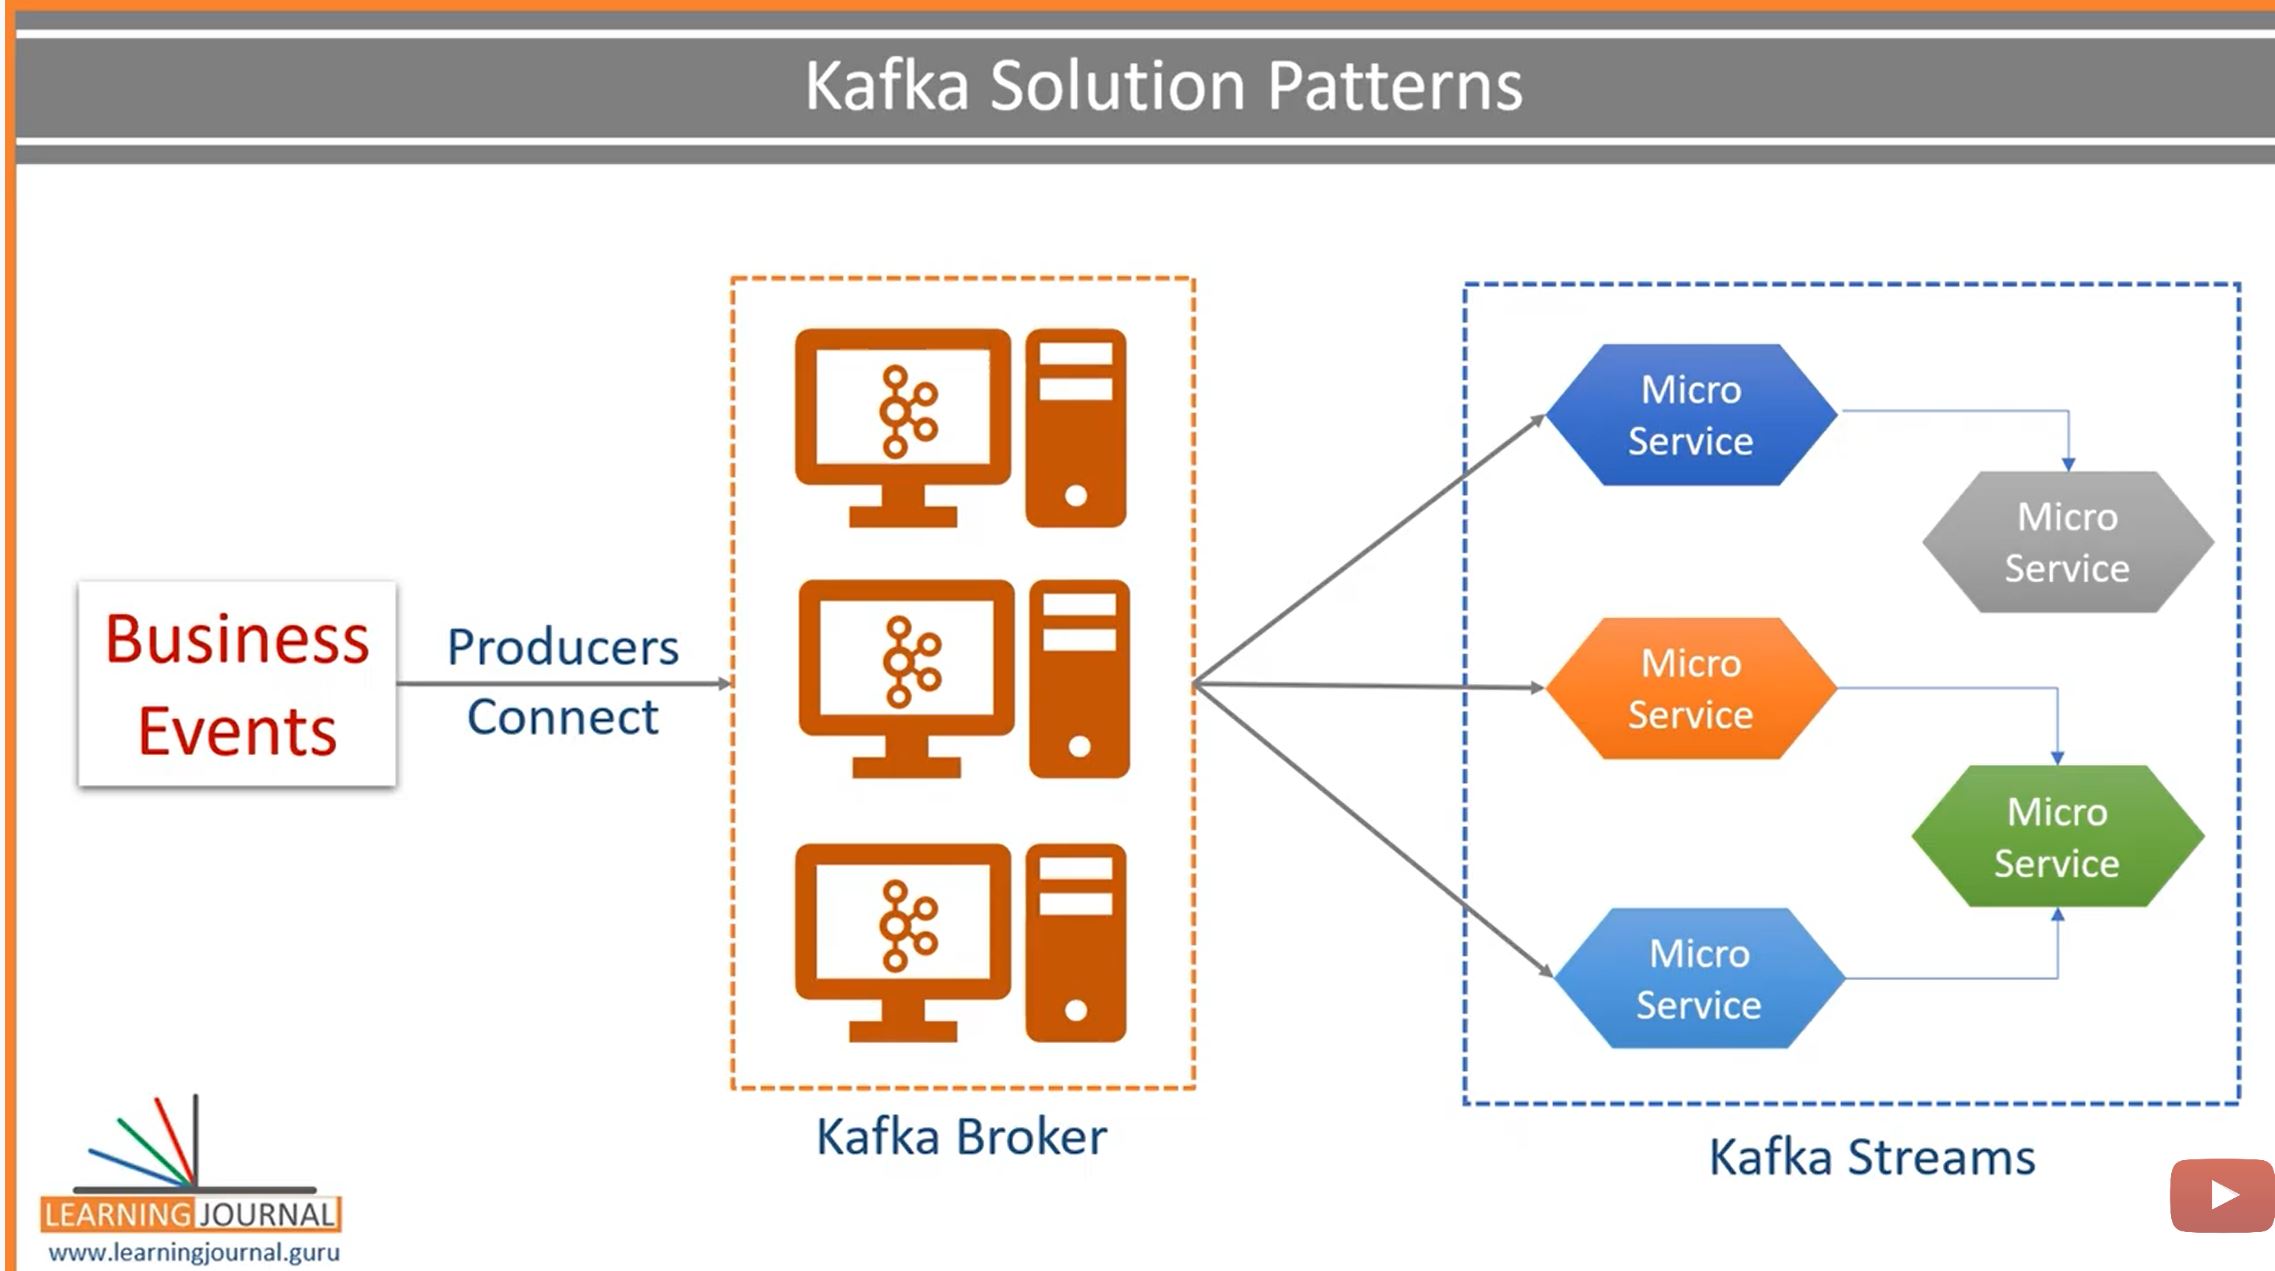 Kafka Solution Patterns
Business
Events
Producers
Connect
Kafka Broker
Micro
Service
Micro
Service
Micro
Service
Micro
Service
Micro
Service
Kafka Streams
LEARNING JOURNAL
www.learningjournal.guru